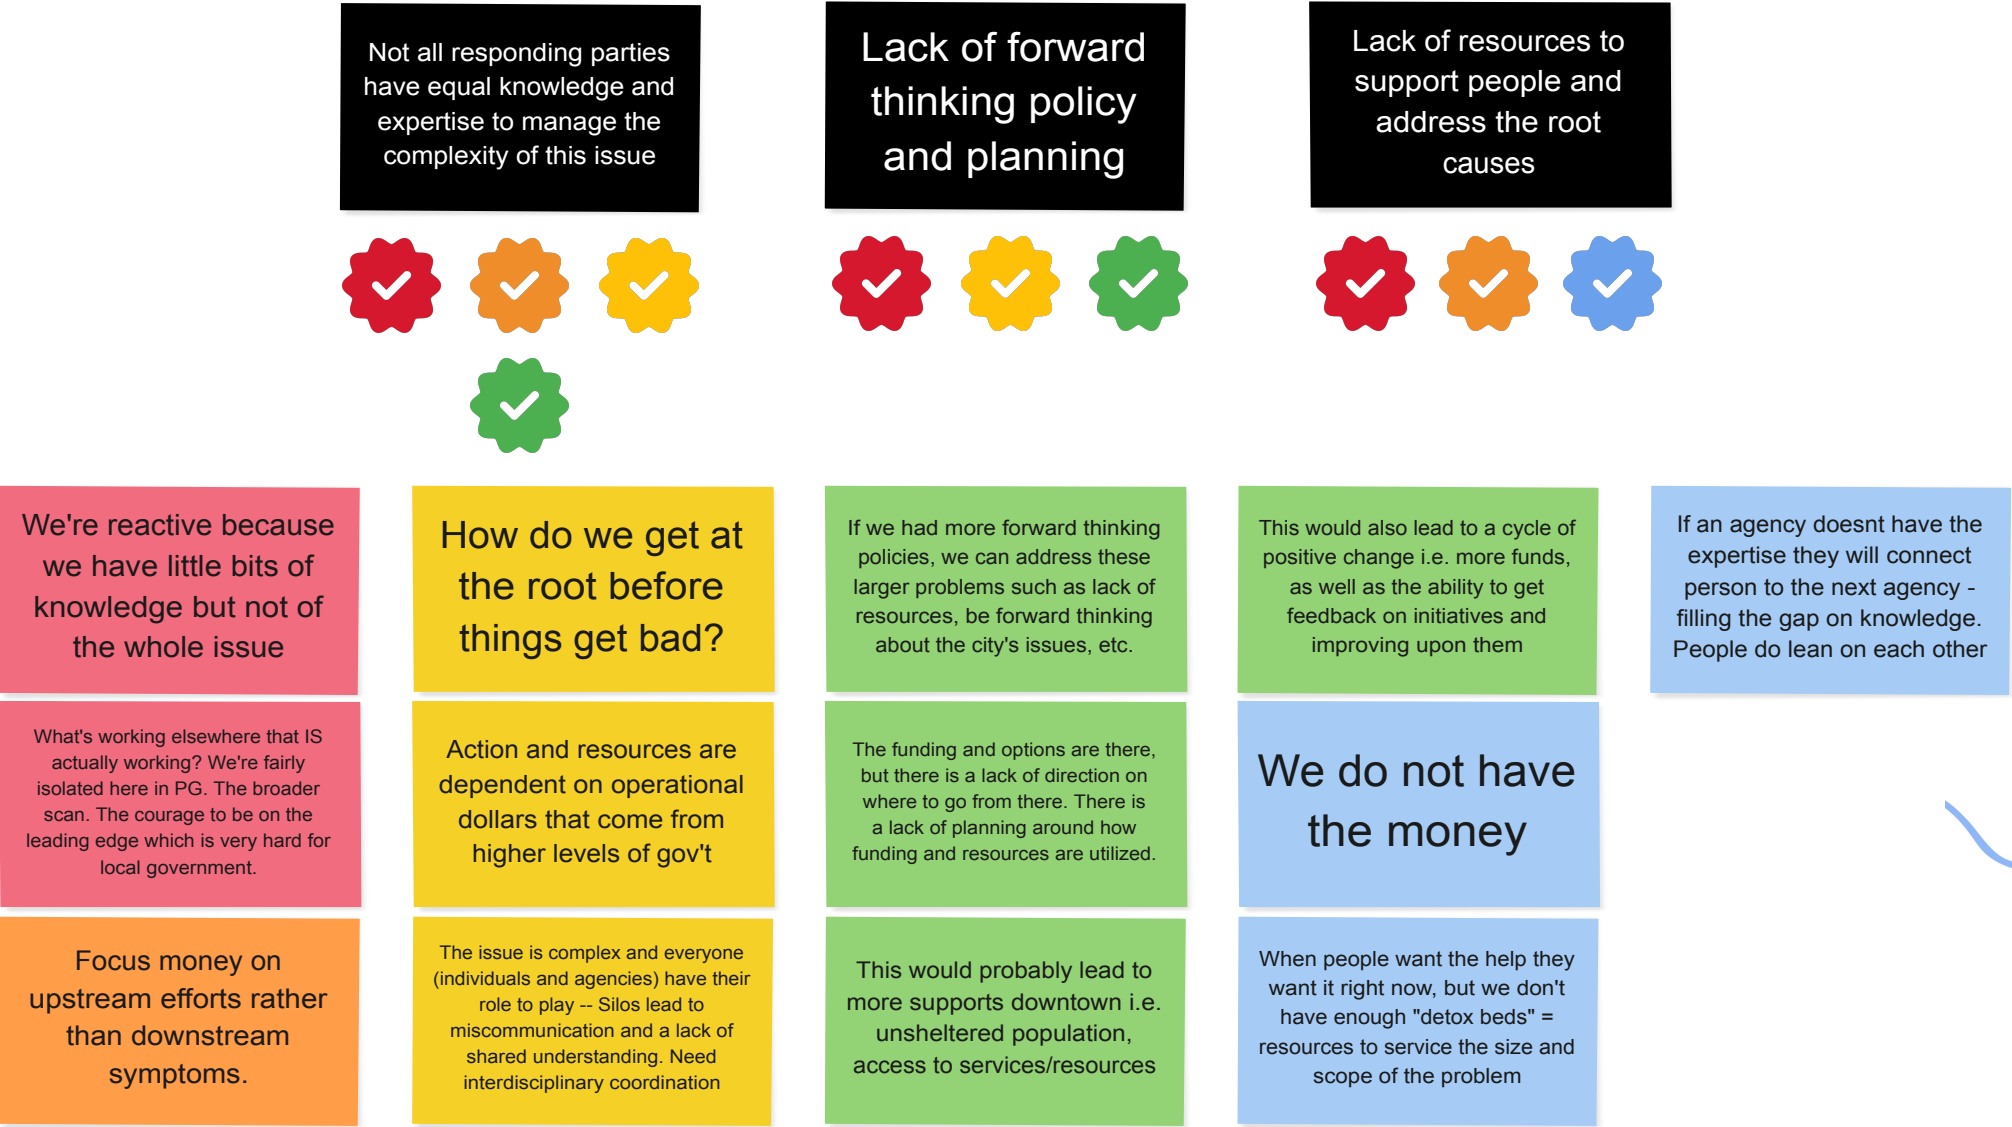 Not all responding parties
have equal knowledge and
expertise to manage the
complexity of this issue
Lack of forward
thinking policy
and planning
Lack of resources to
support people and
address the root
causes
We're reactive because
we have little bits of
knowledge but not of
the whole issue
How do we get at
the root before
things get bad?
If we had more forward thinking
policies, we can address these
larger problems such as lack of
resources, be forward thinking
about the city's issues, etc.
This would also lead to a cycle of
positive change i.e. more funds,
as well as the ability to get
feedback on initiatives and
improving upon them
If an agency doesnt have the
expertise they will connect
person to the next agency -
filling the gap on knowledge.
People do lean on each other
What's working elsewhere that IS
actually working? We're fairly
isolated here in PG. The broader
scan. The courage to be on the
leading edge which is very hard for
local government.
Action and resources are
dependent on operational
dollars that come from
higher levels of gov't
The funding and options are there,
but there is a lack of direction on
where to go from there. There is
a lack of planning around how
funding and resources are utilized.
We do not have
the money
Focus money on
upstream efforts rather
than downstream
symptoms.
The issue is complex and everyone
(individuals and agencies) have their
role to play -- Silos lead to
miscommunication and a lack of
shared understanding. Need
interdisciplinary coordination
This would probably lead to
more supports downtown i.e.
unsheltered population,
access to services/resources
When people want the help they
want it right now, but we don't
have enough "detox beds" =
resources to service the size and
scope of the problem